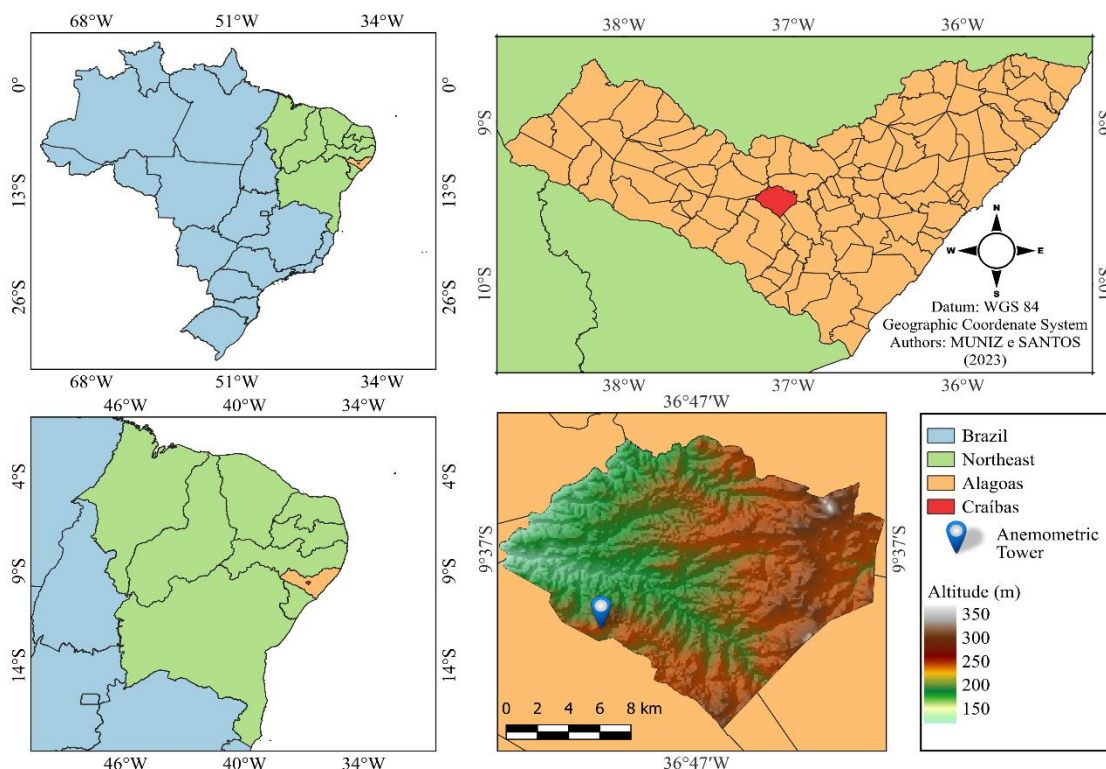 68°W 51°W 34°W
0°
13°S
26°S
0°
13°S
26°S
68°W 51°W 34°W
38°W 37°W 36°W
9°S
10°S
9°S
10°S
N
W E
S
Datum: WGS 84
Geographic Coordenate System
Authors: MUNIZ e SANTOS
(2023)
38°W 37°W 36°W
46°W 40°W 34°W
4°S
9°S
14°S
4°S
9°S
14°S
46°W 40°W 34°W
36°47'W
9°37'S
9°37'S
0 2 4 6 8 km
36°47'W
Brazil
Northeast
Alagoas
Craíbas
Anemometric
Tower
Altitude (m)
350
300
250
200
150